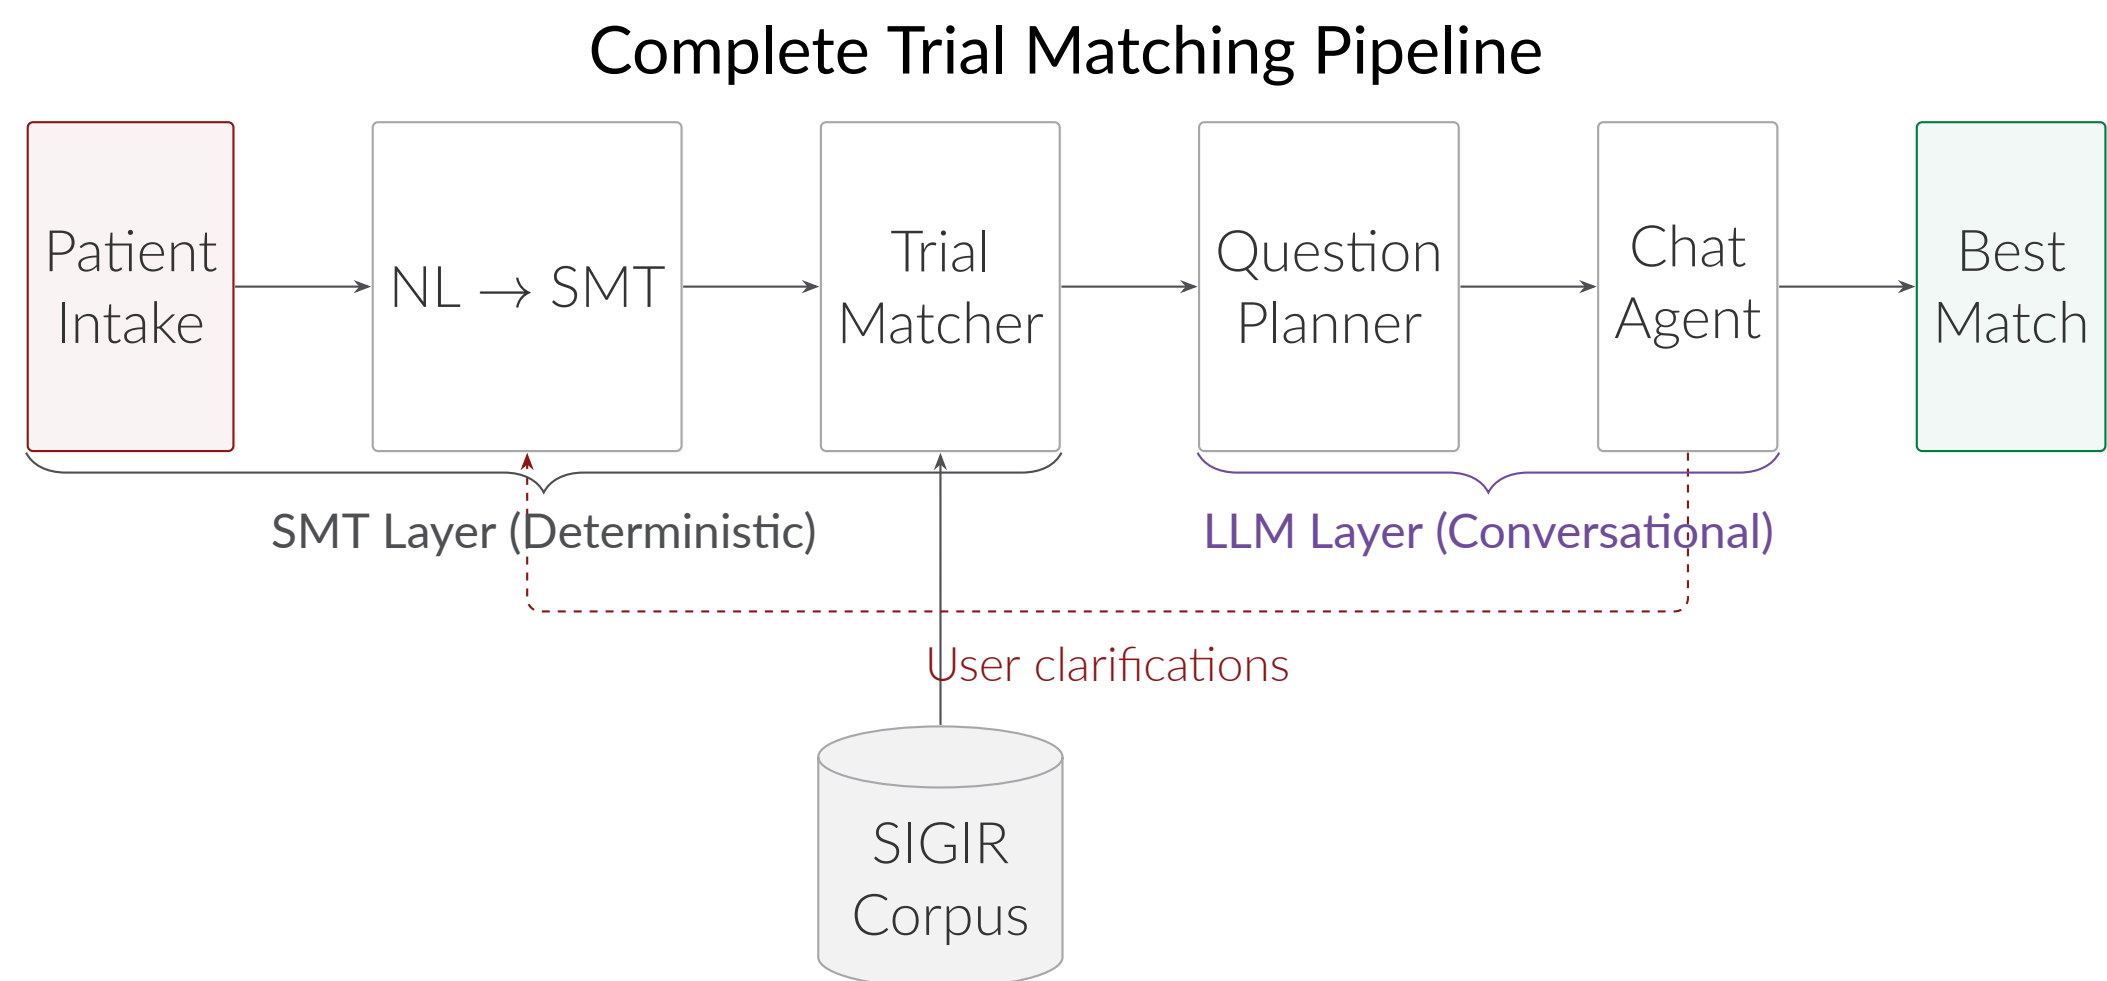 Complete Trial Matching Pipeline
Patient
Intake
NL → SMT
Trial
Matcher
Question
Planner
Chat
Agent
Best
Match
SMT Layer (Deterministic)
LLM Layer (Conversational)
User clarifications
SIGIR
Corpus